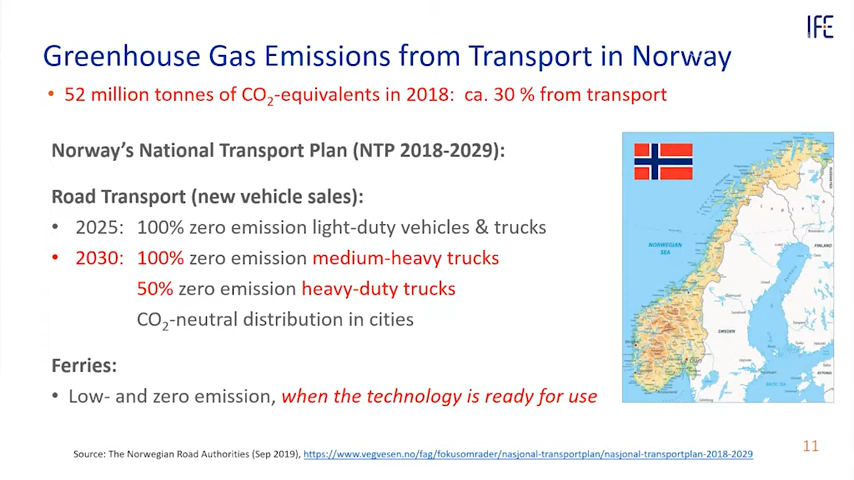 IFE
Greenhouse Gas Emissions from Transport in Norway
• 52 million tonnes of CO₂-equivalents in 2018: ca. 30 % from transport
Norway's National Transport Plan (NTP 2018-2029):
Road Transport (new vehicle sales):
• 2025: 100% zero emission light-duty vehicles & trucks
• 2030: 100% zero emission medium-heavy trucks
50% zero emission heavy-duty trucks
CO₂-neutral distribution in cities
Ferries:
• Low- and zero emission, when the technology is ready for use
NORWEGIAN
SEA
FINLAND
SWEDEN
Source: The Norwegian Road Authorities (Sep 2019), https://www.vegvesen.no/fag/fokusomrader/nasjonal-transportplan/nasjonal-transportplan-2018-2029
11